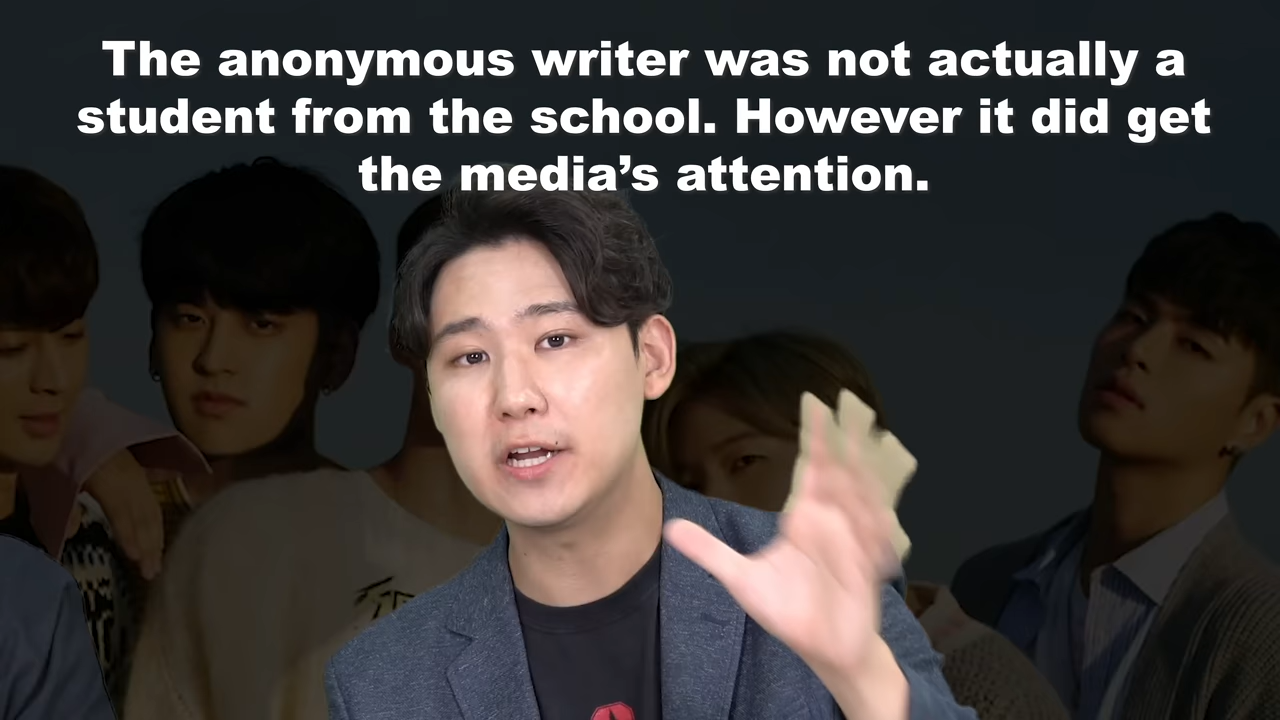 The anonymous writer was not actually a
student from the school. However it did get
the media’s attention.